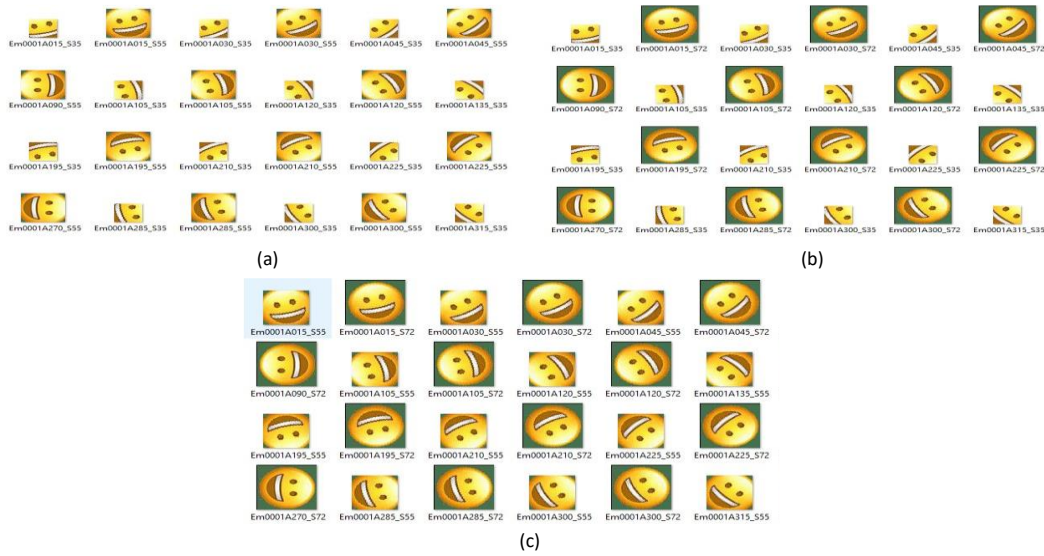 Em0001A015_S35 Em0001A015_S55 Em0001A030_S35 Em0001A030_S55 Em0001A045_S35 Em0001A045_S55
Em0001A090_S55 Em0001A105_S35 Em0001A105_S55 Em0001A120_S35 Em0001A120_S55 Em0001A135_S35
Em0001A195_S35 Em0001A195_S55 Em0001A210_S35 Em0001A210_S55 Em0001A225_S35 Em0001A225_S55
Em0001A270_S55 Em0001A285_S35 Em0001A285_S55 Em0001A300_S35 Em0001A300_S55 Em0001A315_S35
(a)
Em0001A015_S35 Em0001A015_S72 Em0001A030_S35 Em0001A030_S72 Em0001A045_S35 Em0001A045_S72
Em0001A090_S72 Em0001A105_S35 Em0001A105_S72 Em0001A120_S35 Em0001A120_S72 Em0001A135_S35
Em0001A195_S35 Em0001A195_S72 Em0001A210_S35 Em0001A210_S72 Em0001A225_S35 Em0001A225_S72
Em0001A270_S72 Em0001A285_S35 Em0001A285_S72 Em0001A300_S35 Em0001A300_S72 Em0001A315_S35
(b)
Em0001A015_S55 Em0001A015_S72 Em0001A030_S55 Em0001A030_S72 Em0001A045_S55 Em0001A045_S72
Em0001A090_S72 Em0001A105_S55 Em0001A105_S72 Em0001A120_S55 Em0001A120_S72 Em0001A135_S55
Em0001A195_S55 Em0001A195_S72 Em0001A210_S55 Em0001A210_S72 Em0001A225_S55 Em0001A225_S72
Em0001A270_S72 Em0001A285_S55 Em0001A285_S72 Em0001A300_S55 Em0001A300_S72 Em0001A315_S55
(c)